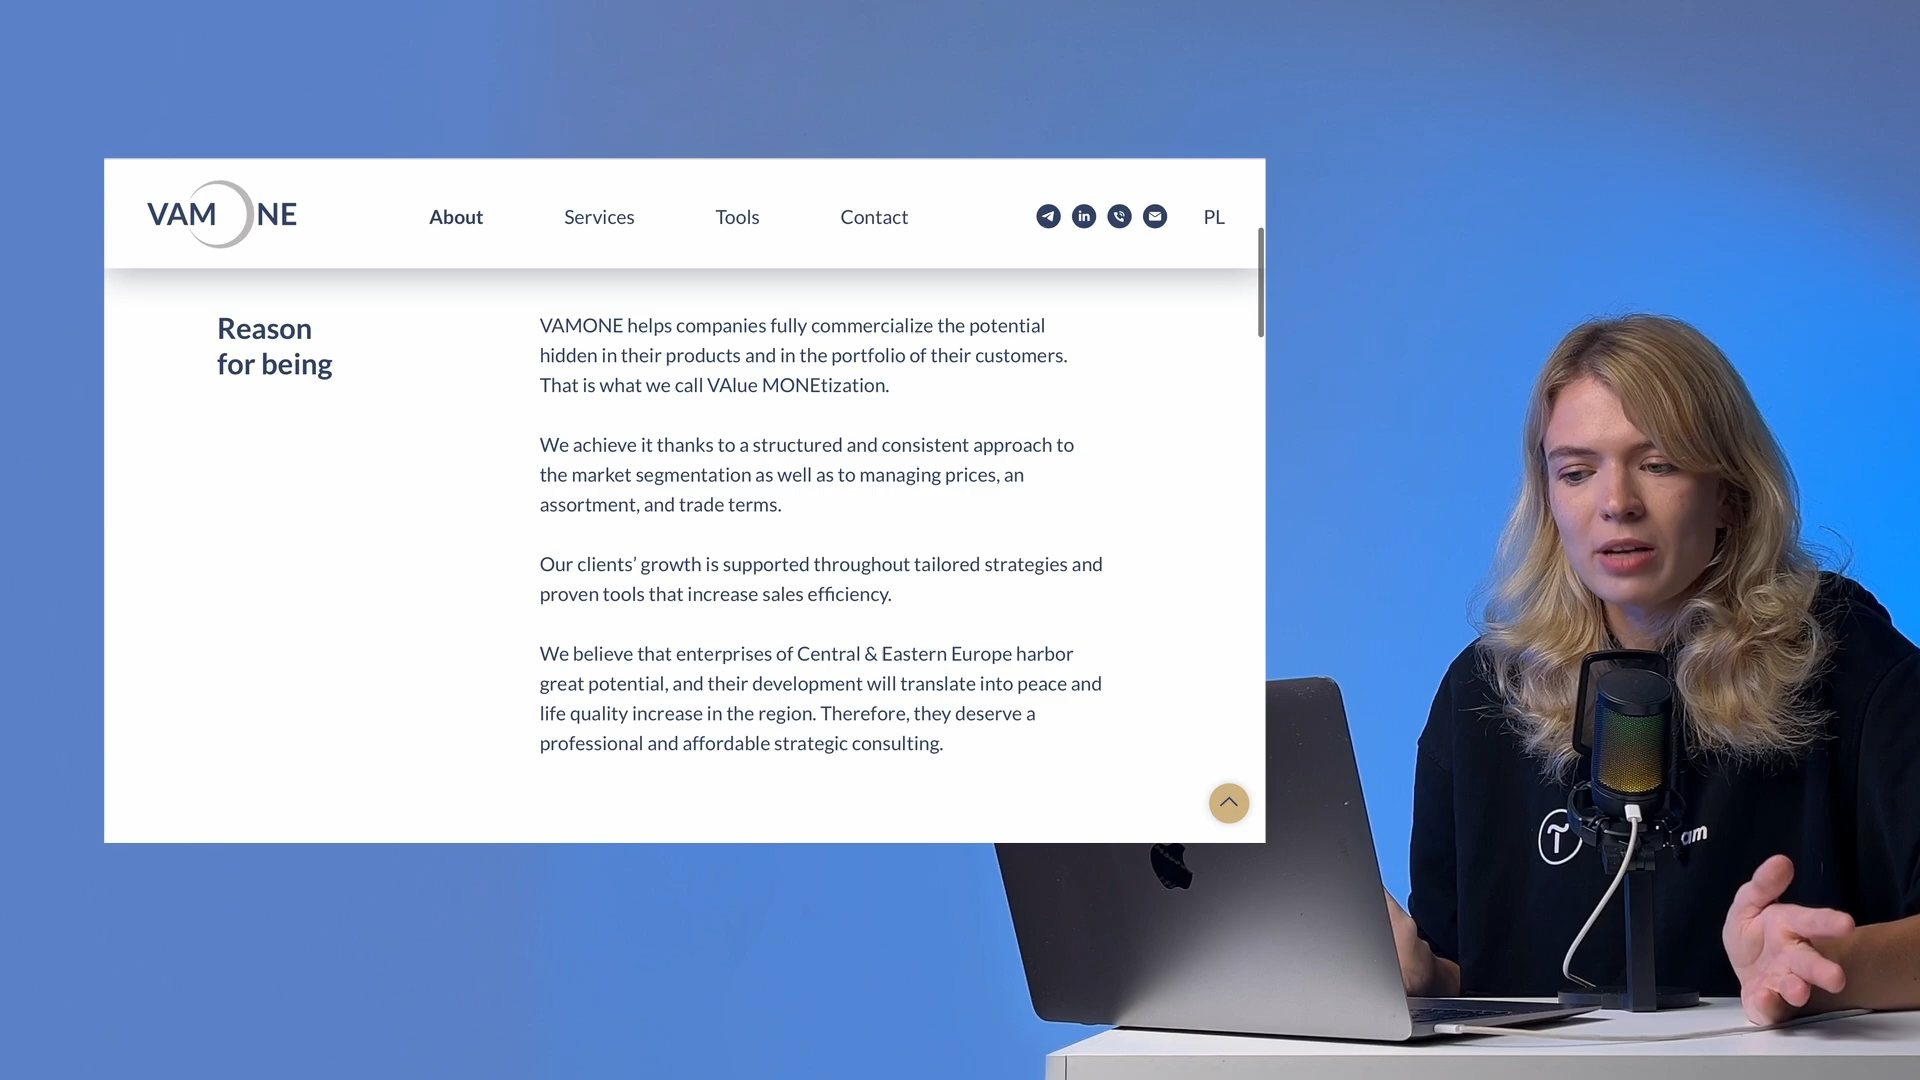 VAMONE
About
Services
Tools
Contact
in
PL
Reason
for being
VAMONE helps companies fully commercialize the potential
hidden in their products and in the portfolio of their customers.
That is what we call VAlue MONEtization.
We achieve it thanks to a structured and consistent approach to
the market segmentation as well as to managing prices, an
assortment, and trade terms.
Our clients’ growth is supported throughout tailored strategies and
proven tools that increase sales efficiency.
We believe that enterprises of Central & Eastern Europe harbor
great potential, and their development will translate into peace and
life quality increase in the region. Therefore, they deserve a
professional and affordable strategic consulting.
am